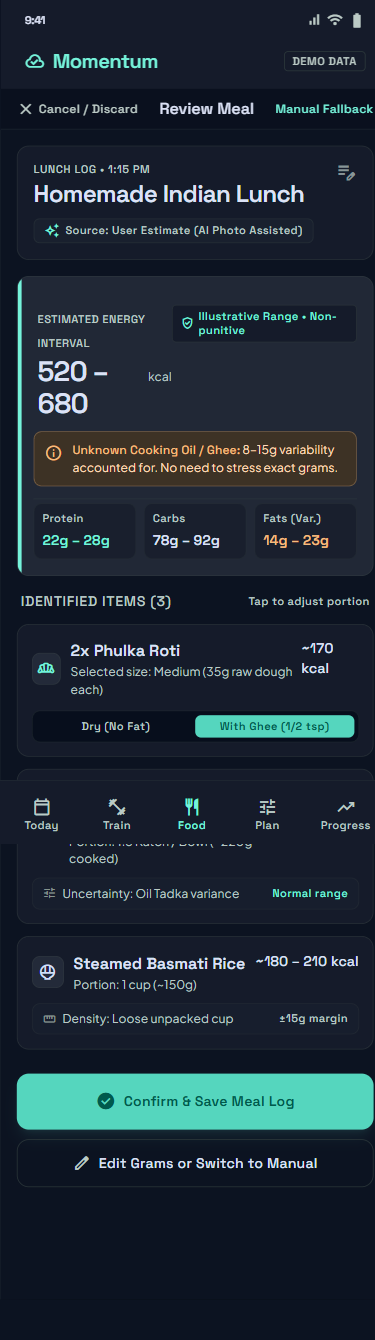 9:41
Momentum
DEMO DATA
Cancel / Discard
Review Meal
Manual Fallback
LUNCH LOG • 1:15 PM
Homemade Indian Lunch
Source: User Estimate (AI Photo Assisted)
ESTIMATED ENERGY
INTERVAL
Illustrative Range • Non-
punitive
520 –
680
kcal
Unknown Cooking Oil / Ghee: 8–15g variability
accounted for. No need to stress exact grams.
Protein
22g – 28g
Carbs
78g – 92g
Fats (Var.)
14g – 23g
IDENTIFIED ITEMS (3)
Tap to adjust portion
2x Phulka Roti
~170
kcal
Selected size: Medium (35g raw dough
each)
Dry (No Fat)
With Ghee (1/2 tsp)
Today
Train
Food
Plan
Progress
cooked)
Uncertainty: Oil Tadka variance
Normal range
Steamed Basmati Rice
~180 – 210 kcal
Portion: 1 cup (~150g)
Density: Loose unpacked cup
±15g margin
Confirm & Save Meal Log
Edit Grams or Switch to Manual